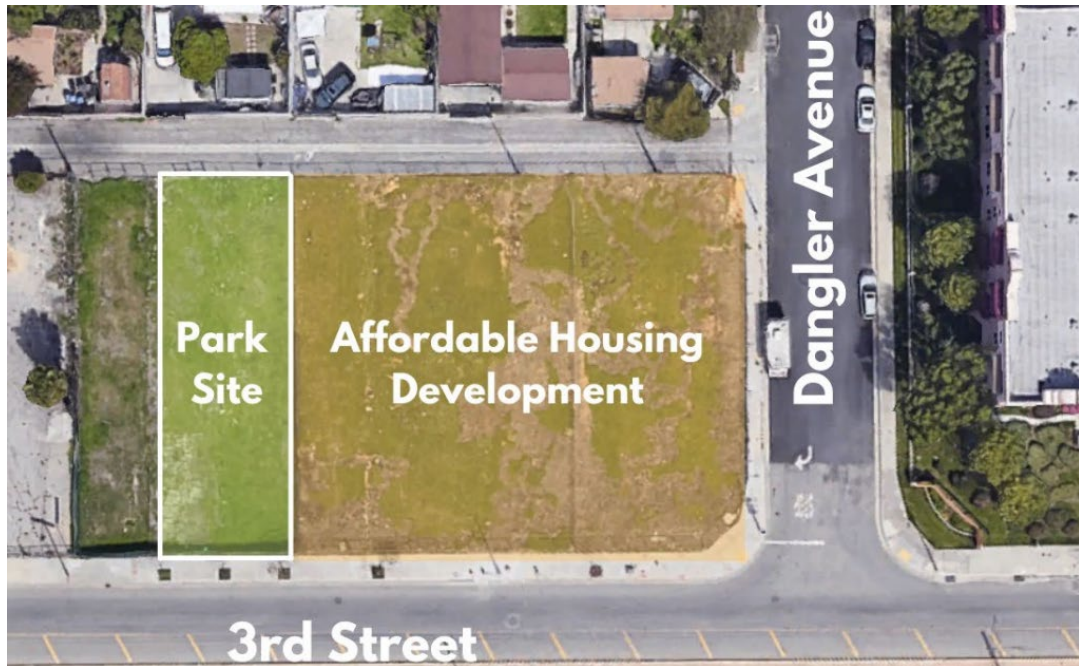 Dangler Avenue
Park
Site
Affordable Housing
Development
3rd Street